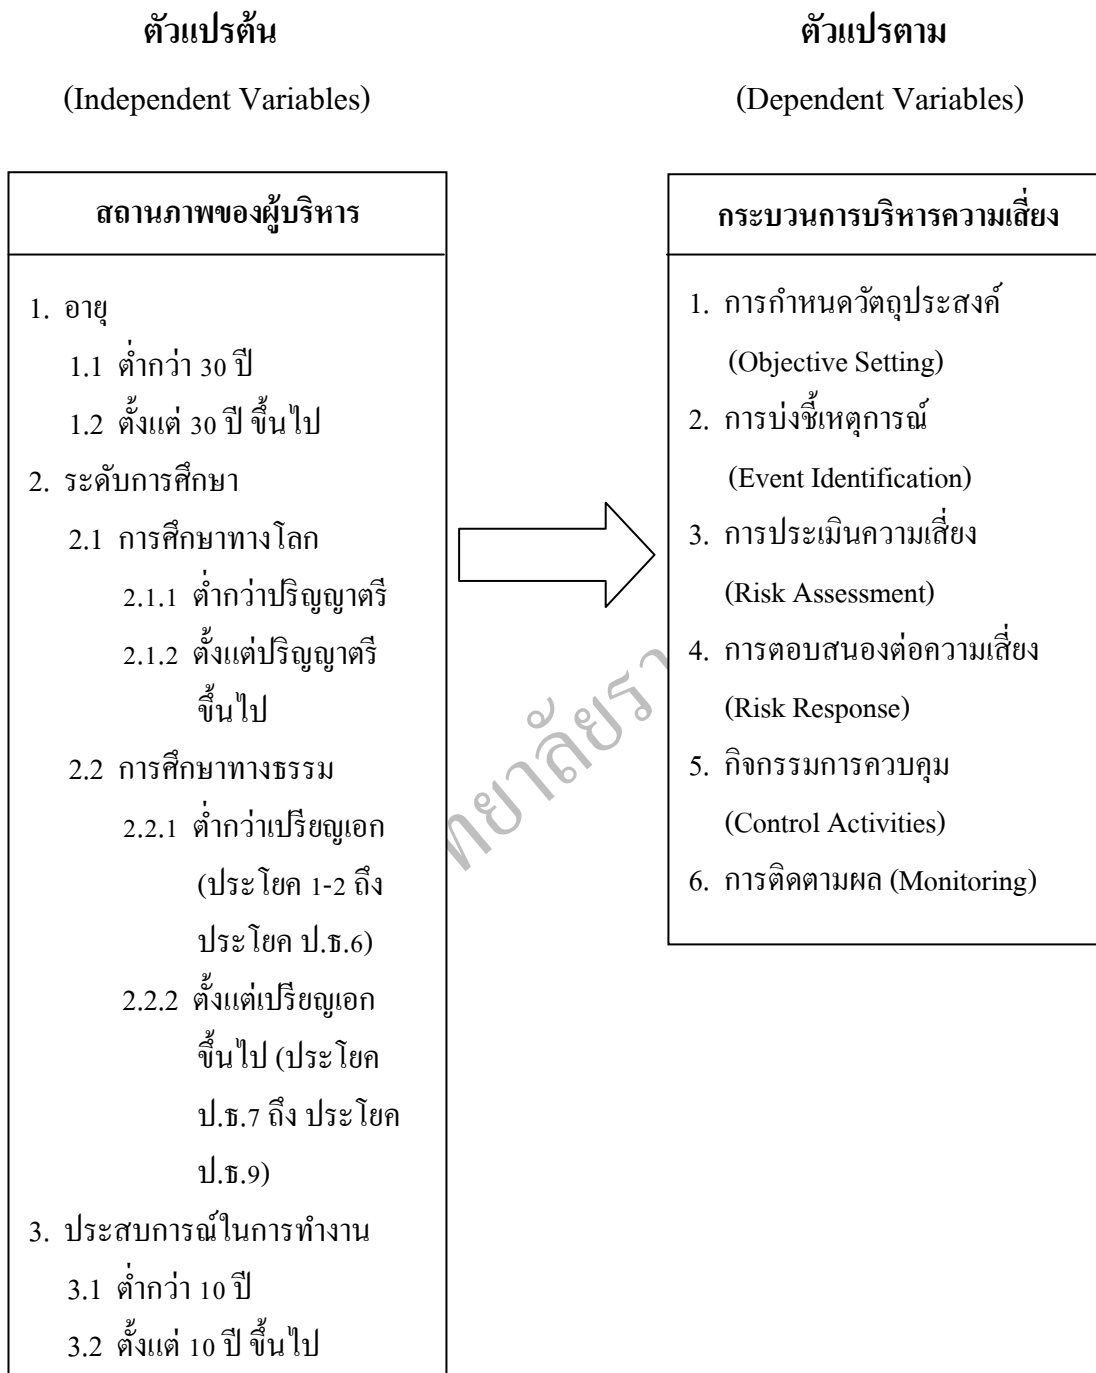 ตัวแปรต้น
(Independent Variables)
สถานภาพของผู้บริหาร
1. อายุ
1.1 ต่ำกว่า 30 ปี
1.2 ตั้งแต่ 30 ปี ขึ้นไป
2. ระดับการศึกษา
2.1 การศึกษาทางโลก
2.1.1 ต่ำกว่าปริญญาตรี
2.1.2 ตั้งแต่ปริญญาตรี
ขึ้นไป
2.2 การศึกษาทางธรรม
2.2.1 ต่ำกว่าเปรียญเอก
(ประโยค 1-2 ถึง
ประโยค ป.ธ.6)
2.2.2 ตั้งแต่เปรียญเอก
ขึ้นไป (ประโยค
ป.ธ.7 ถึง ประโยค
ป.ธ.9)
3. ประสบการณ์ในการทำงาน
3.1 ต่ำกว่า 10 ปี
3.2 ตั้งแต่ 10 ปี ขึ้นไป
ตัวแปรตาม
(Dependent Variables)
กระบวนการบริหารความเสี่ยง
1. การกำหนดวัตถุประสงค์
(Objective Setting)
2. การบ่งชี้เหตุการณ์
(Event Identification)
3. การประเมินความเสี่ยง
(Risk Assessment)
4. การตอบสนองต่อความเสี่ยง
(Risk Response)
5. กิจกรรมการควบคุม
(Control Activities)
6. การติดตามผล (Monitoring)